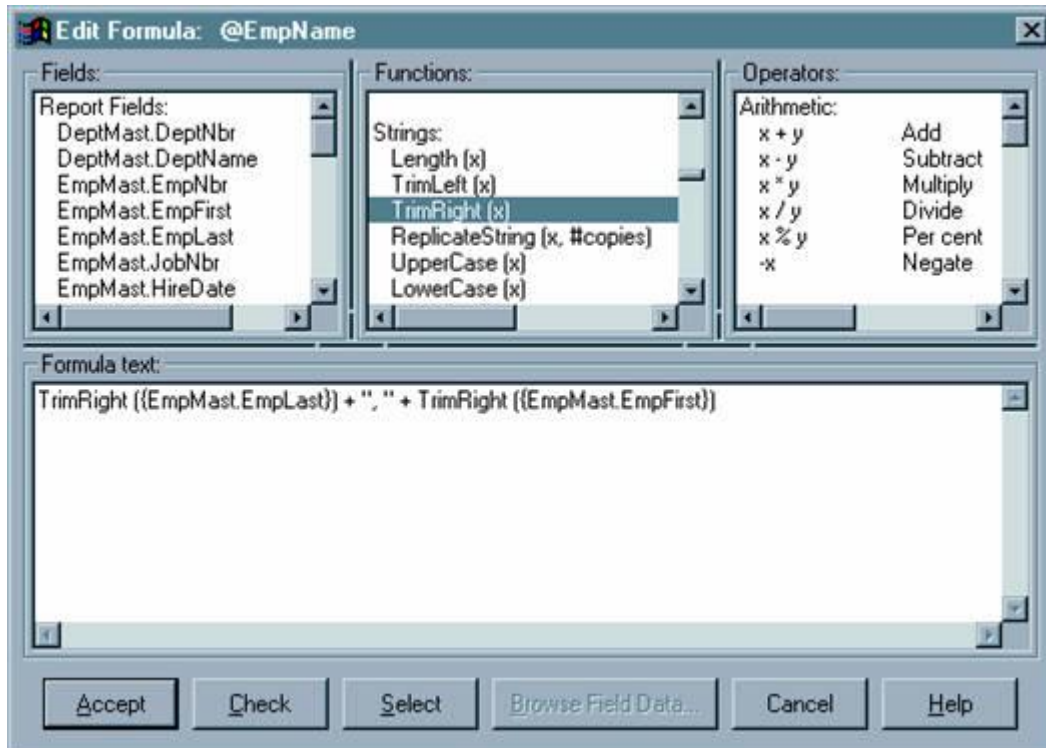 Edit Formula: @EmpName
Fields:
Report Fields:
DeptMast.DeptNbr
DeptMast.DeptName
EmpMast.EmpNbr
EmpMast.EmpFirst
EmpMast.EmpLast
EmpMast.JobNbr
EmpMast.HireDate
Functions:
Strings:
Length (x)
TrimLeft (x)
TrimRight (x)
ReplicateString (x, #copies)
UpperCase (x)
LowerCase (x)
Operators:
Arithmetic:
x + y Add
x - y Subtract
x * y Multiply
x / y Divide
x % y Per cent
-x Negate
Formula text:
TrimRight ({EmpMast.EmpLast}) + ", " + TrimRight ({EmpMast.EmpFirst})
Accept Check Select Browse Field Data... Cancel Help